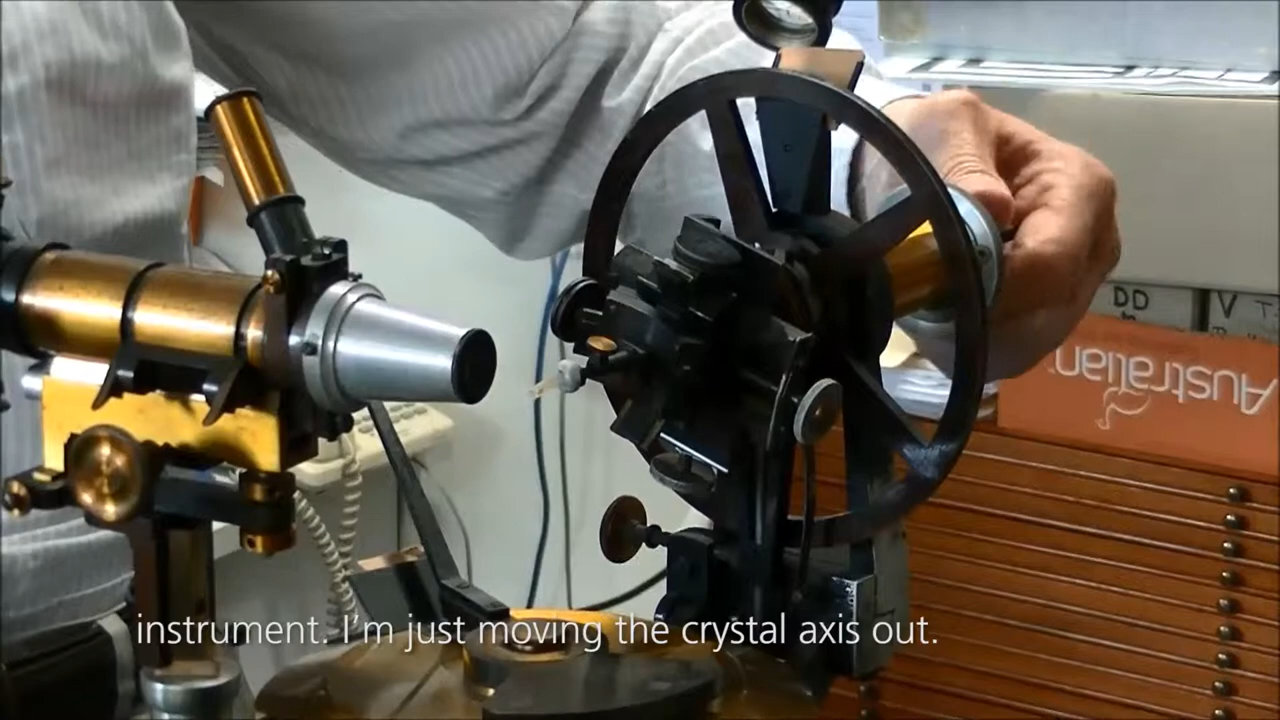 DD
V
Australian
instrument. I'm just moving the crystal axis out.